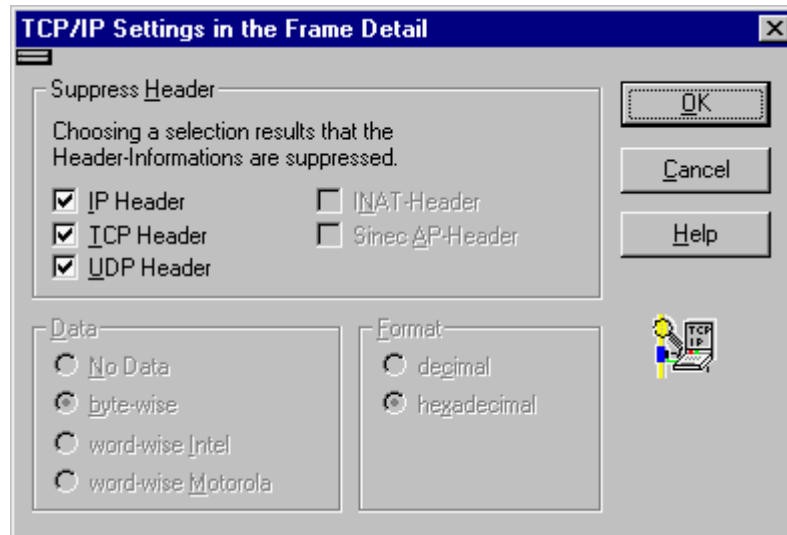 TCP/IP Settings in the Frame Detail
Suppress Header
OK
Choosing a selection results that the
Header-Informations are suppressed.
Cancel
IP Header
INAT-Header
TCP Header
Sinec AP-Header
Help
UDP Header
TCP
IP
Data
Format
No Data
decimal
byte-wise
hexadecimal
word-wise Intel
word-wise Motorola